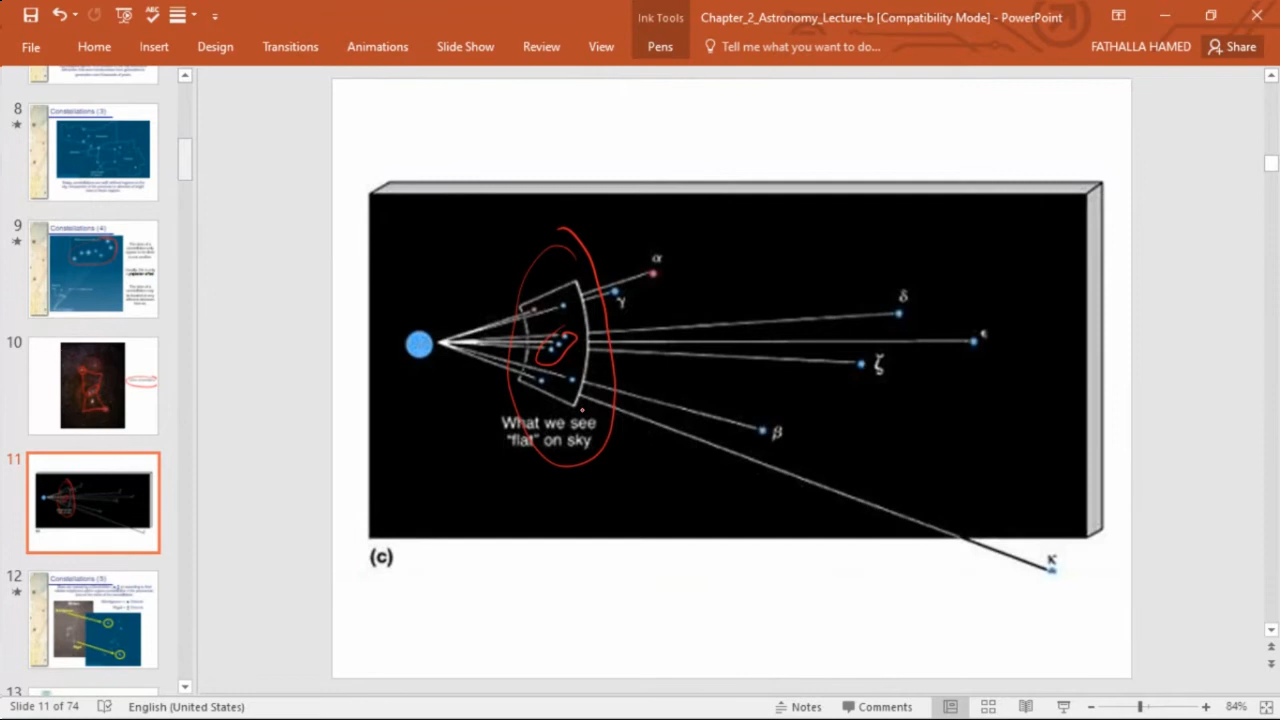 Ink Tools
Chapter_2_Astronomy_Lecture-b [Compatibility Mode] - PowerPoint
File Home Insert Design Transitions Animations Slide Show Review View Pens Tell me what you want to do... FATHALLA HAMED Share
8
Constellations (3)
9
Constellations (4)
10
11
12
Constellations (5)
13
α
γ
δ
ϵ
ζ
β
κ
What we see
"flat" on sky
(c)
Slide 11 of 74 English (United States) Notes Comments 84%